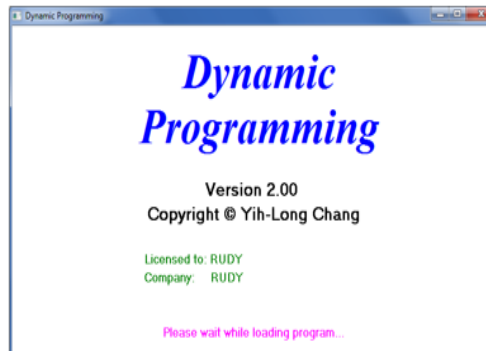 Dynamic Programming
Dynamic
Programming
Version 2.00
Copyright © Yih-Long Chang
Licensed to: RUDY
Company: RUDY
Please wait while loading program...